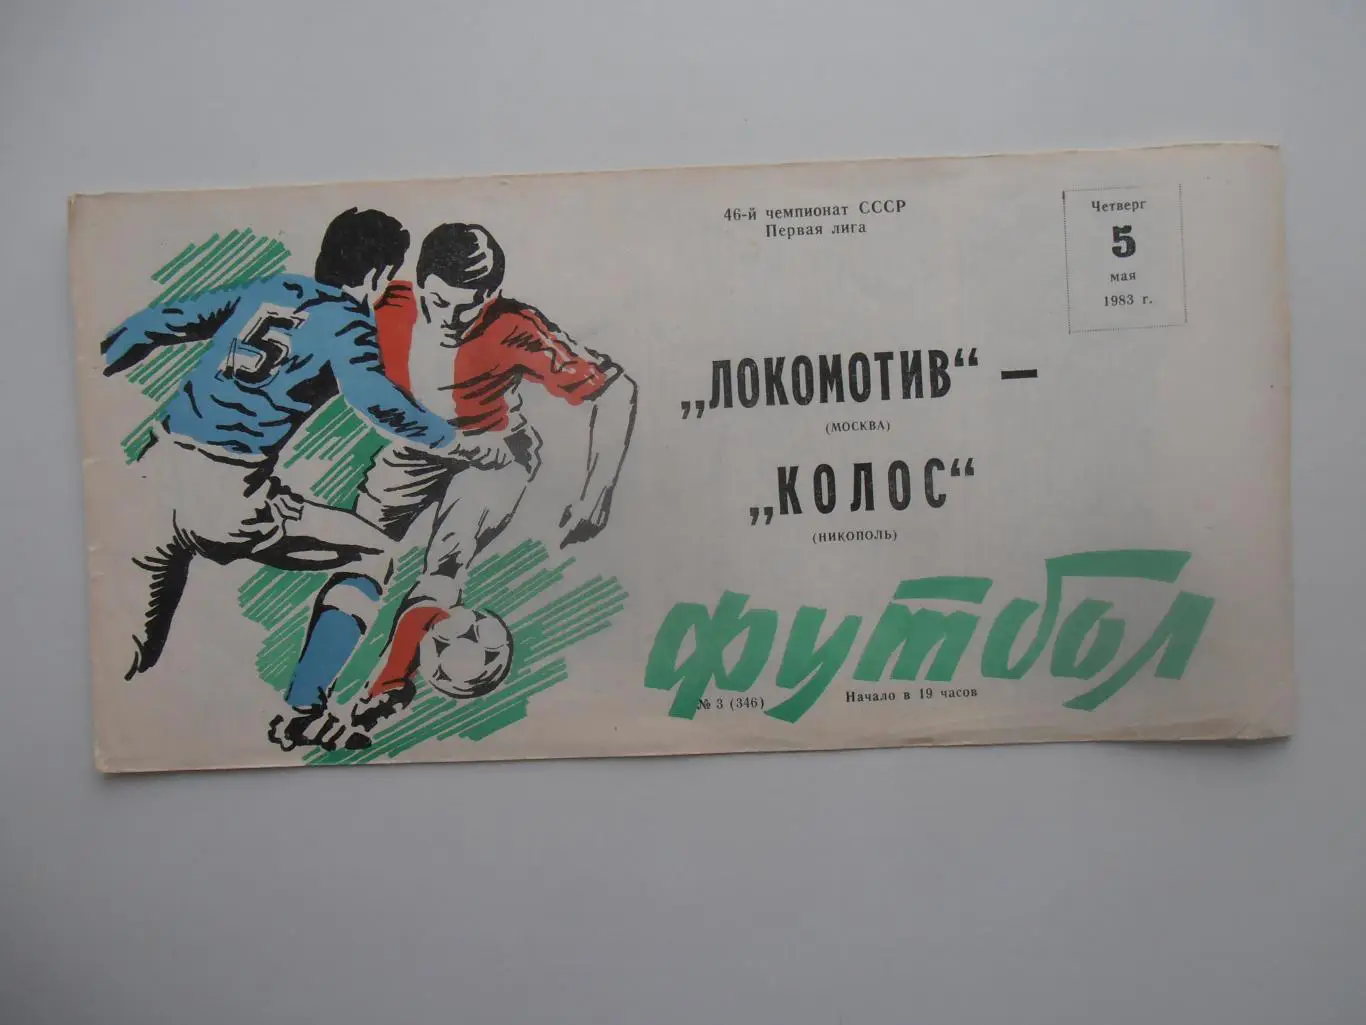 46-й чемпионат СССР
Первая лига
Четверг
5
мая
1983 г.
5
„ЛОКОМОТИВ“ —
(МОСКВА)
„КОЛОС“
(НИКОПОЛЬ)
футбол
№ 3 (346)
Начало в 19 часов